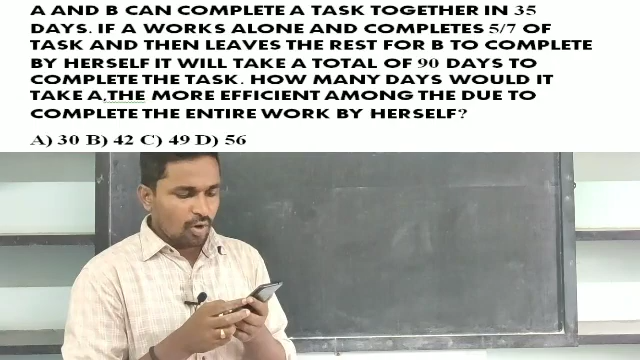 A AND B CAN COMPLETE A TASK TOGETHER IN 35
DAYS. IF A WORKS ALONE AND COMPLETES 5/7 OF
TASK AND THEN LEAVES THE REST FOR B TO COMPLETE
BY HERSELF IT WILL TAKE A TOTAL OF 90 DAYS TO
COMPLETE THE TASK. HOW MANY DAYS WOULD IT
TAKE A,THE MORE EFFICIENT AMONG THE DUE TO
COMPLETE THE ENTIRE WORK BY HERSELF?
A) 30 B) 42 C) 49 D) 56